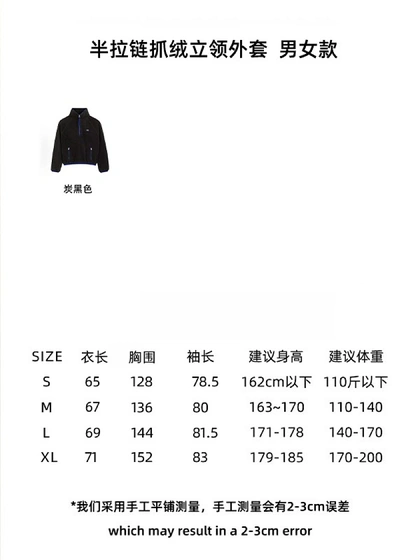 半拉链抓绒立领外套 男女款
炭黑色
SIZE 衣长 胸围 袖长 建议身高 建议体重
S 65 128 78.5 162cm以下 110斤以下
M 67 136 80 163~170 110-140
L 69 144 81.5 171-178 140-170
XL 71 152 83 179-185 170-200
*我们采用手工平铺测量，手工测量会有2-3cm误差
which may result in a 2-3cm error